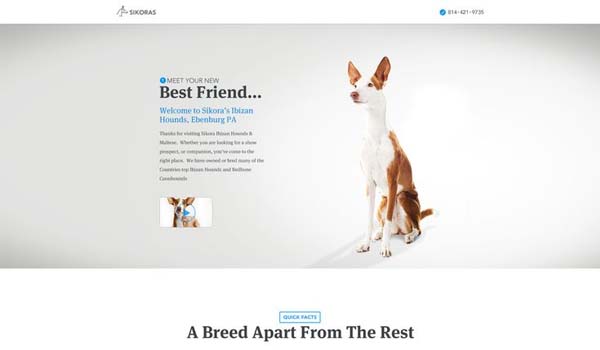 SIKORAS
814-421-9735
MEET YOUR NEW
Best Friend...
Welcome to Sikora's Ibizan
Hounds, Ebenburg PA
Thanks for visiting Sikora Ibizan Hounds &
Maltese. Whether you are looking for a show
prospect, or companion, you've come to the
right place. We have owned or bred many of the
Countries top Ibizan Hounds and Redbone
Coonhounds
QUICK FACTS
A Breed Apart From The Rest